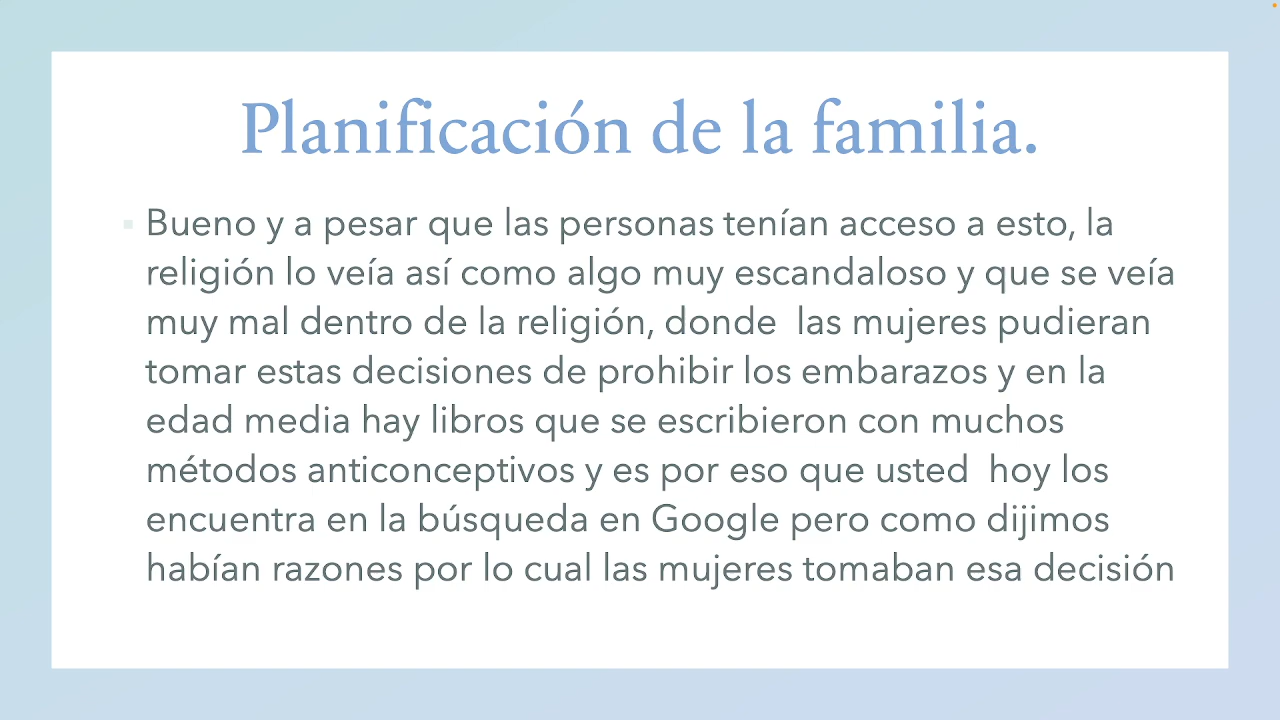 Planificación de la familia.
Bueno y a pesar que las personas tenían acceso a esto, la
religión lo veía así como algo muy escandaloso y que se veía
muy mal dentro de la religión, donde  las mujeres pudieran
tomar estas decisiones de prohibir los embarazos y en la
edad media hay libros que se escribieron con muchos
métodos anticonceptivos y es por eso que usted  hoy los
encuentra en la búsqueda en Google pero como dijimos
habían razones por lo cual las mujeres tomaban esa decisión